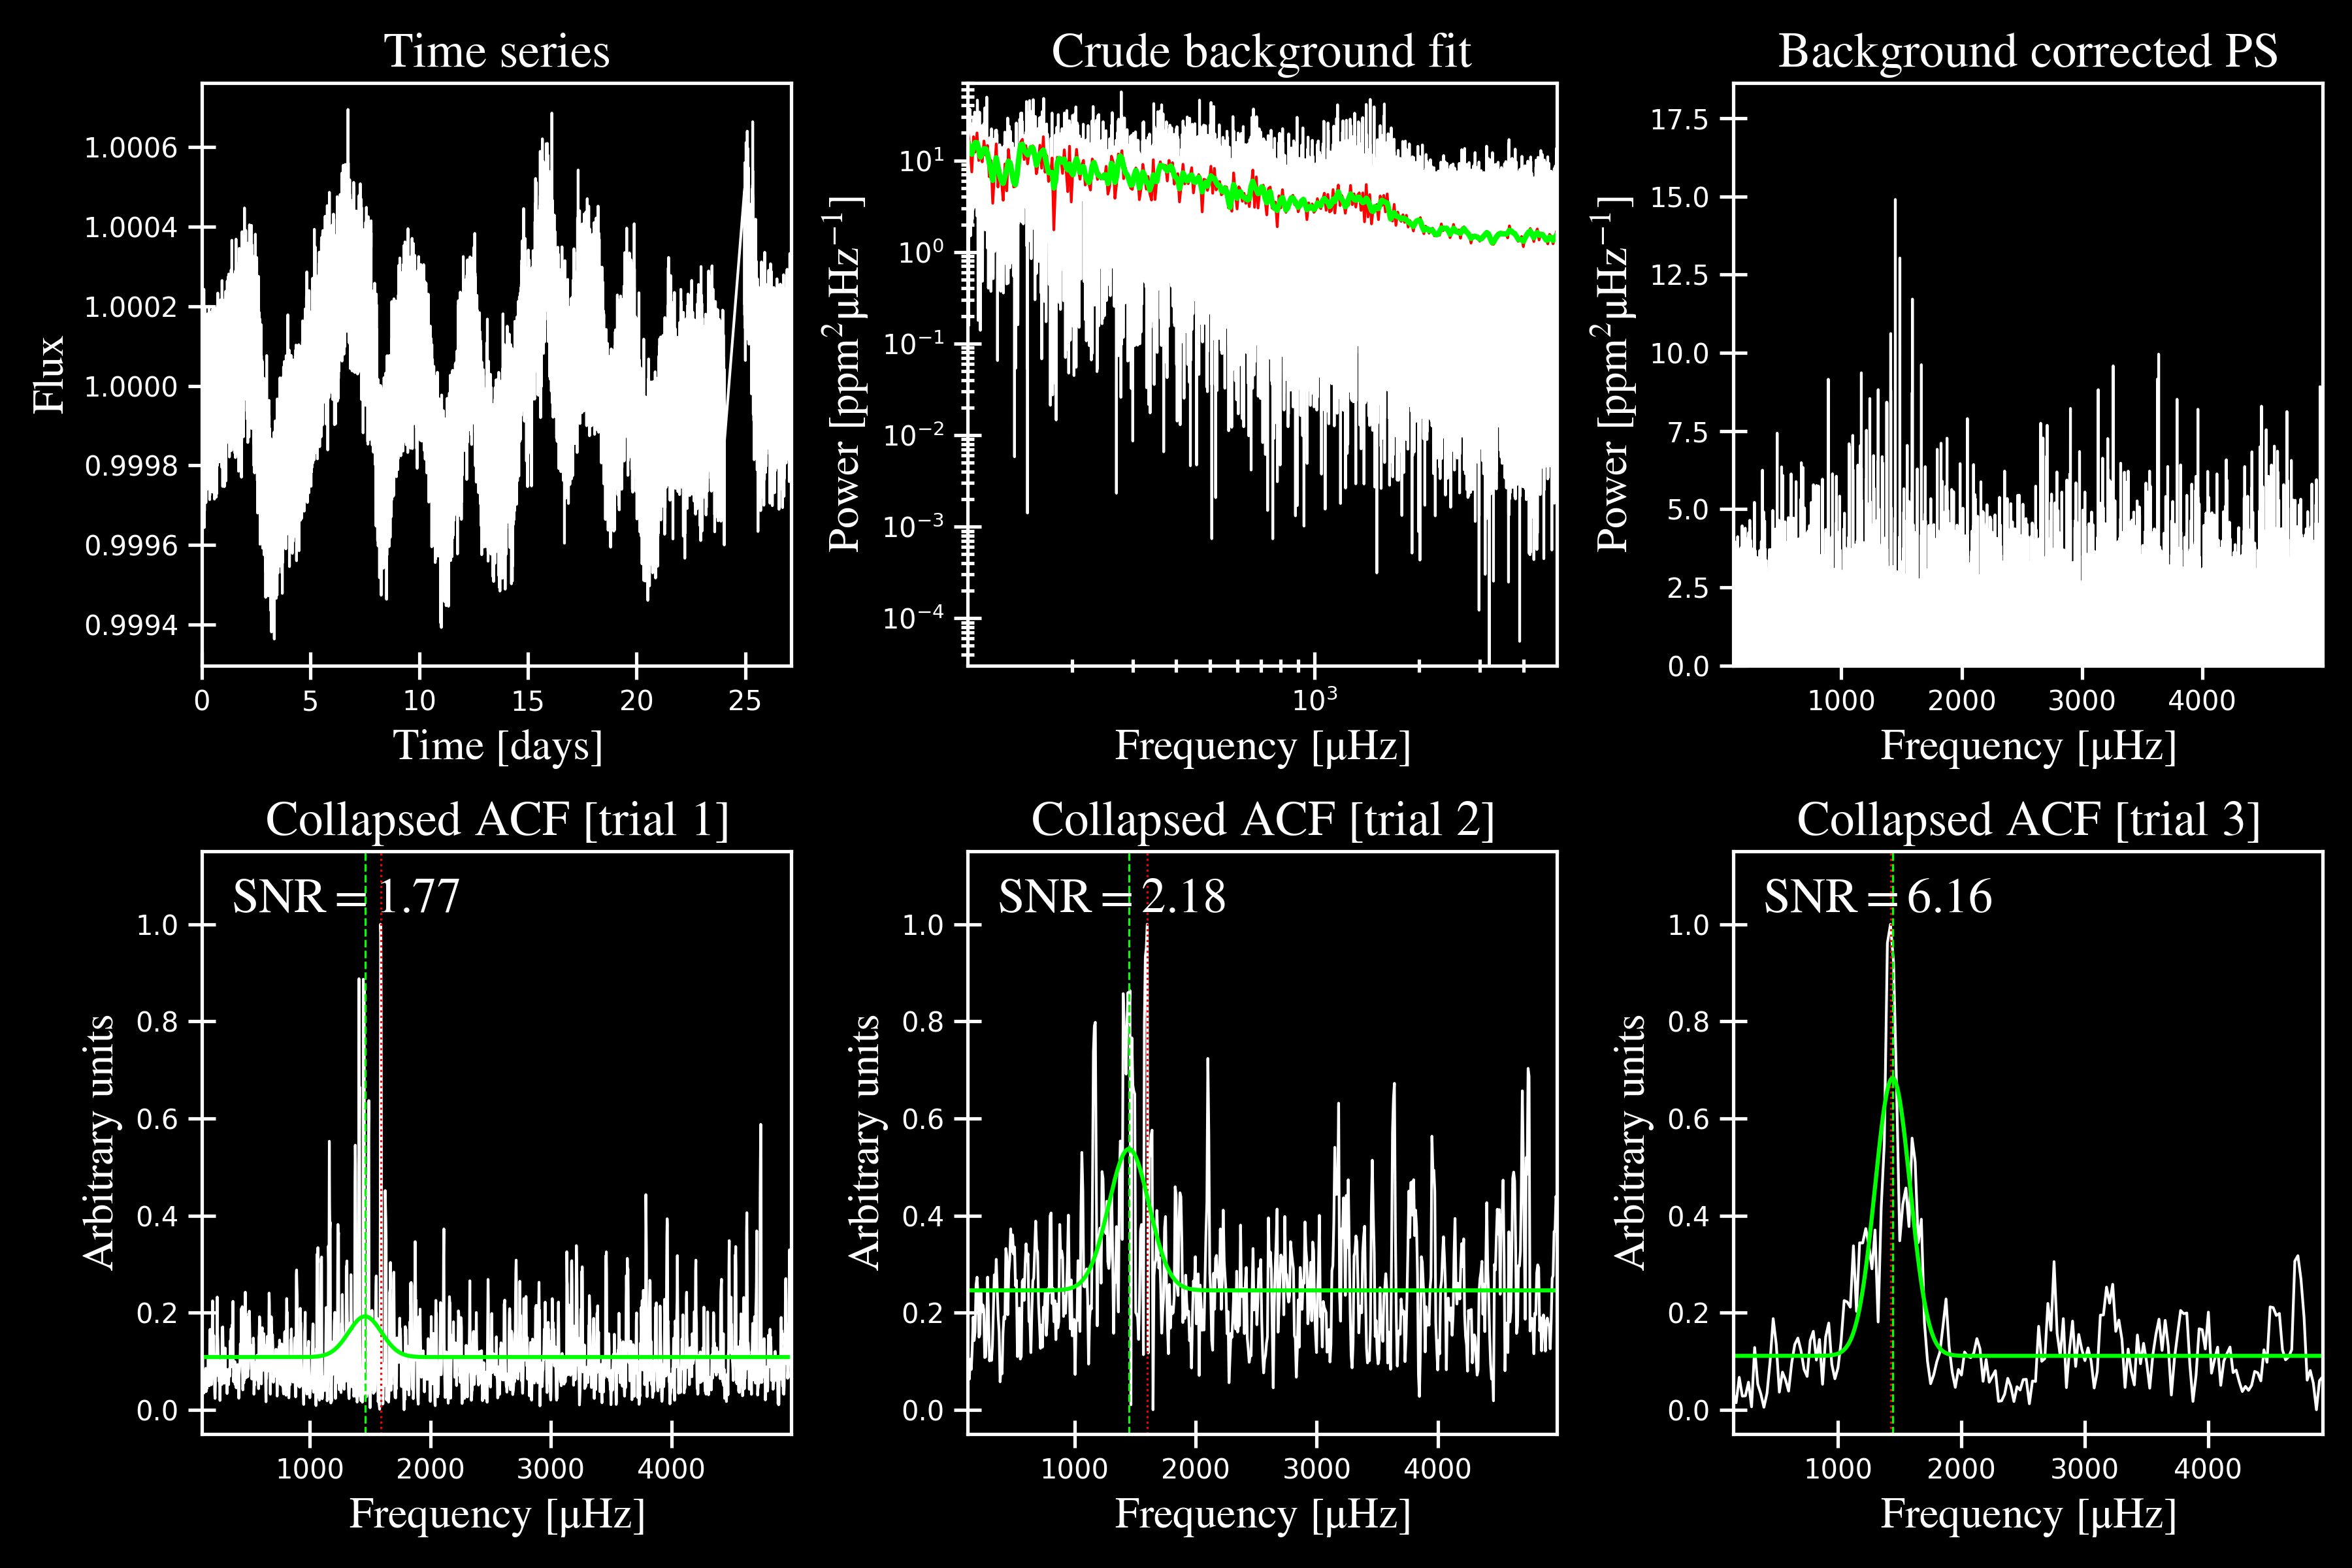 Time series
Flux
1.0006
1.0004
1.0002
1.0000
0.9998
0.9996
0.9994
0 5 10 15 20 25
Time [days]
Crude background fit
Power [ppm²μHz⁻¹]
10¹
10⁰
10⁻¹
10⁻²
10⁻³
10⁻⁴
10³
Frequency [μHz]
Background corrected PS
Power [ppm²μHz⁻¹]
17.5
15.0
12.5
10.0
7.5
5.0
2.5
0.0
1000 2000 3000 4000
Frequency [μHz]
Collapsed ACF [trial 1]
SNR = 1.77
Arbitrary units
1.0
0.8
0.6
0.4
0.2
0.0
1000 2000 3000 4000
Frequency [μHz]
Collapsed ACF [trial 2]
SNR = 2.18
Arbitrary units
1.0
0.8
0.6
0.4
0.2
0.0
1000 2000 3000 4000
Frequency [μHz]
Collapsed ACF [trial 3]
SNR = 6.16
Arbitrary units
1.0
0.8
0.6
0.4
0.2
0.0
1000 2000 3000 4000
Frequency [μHz]